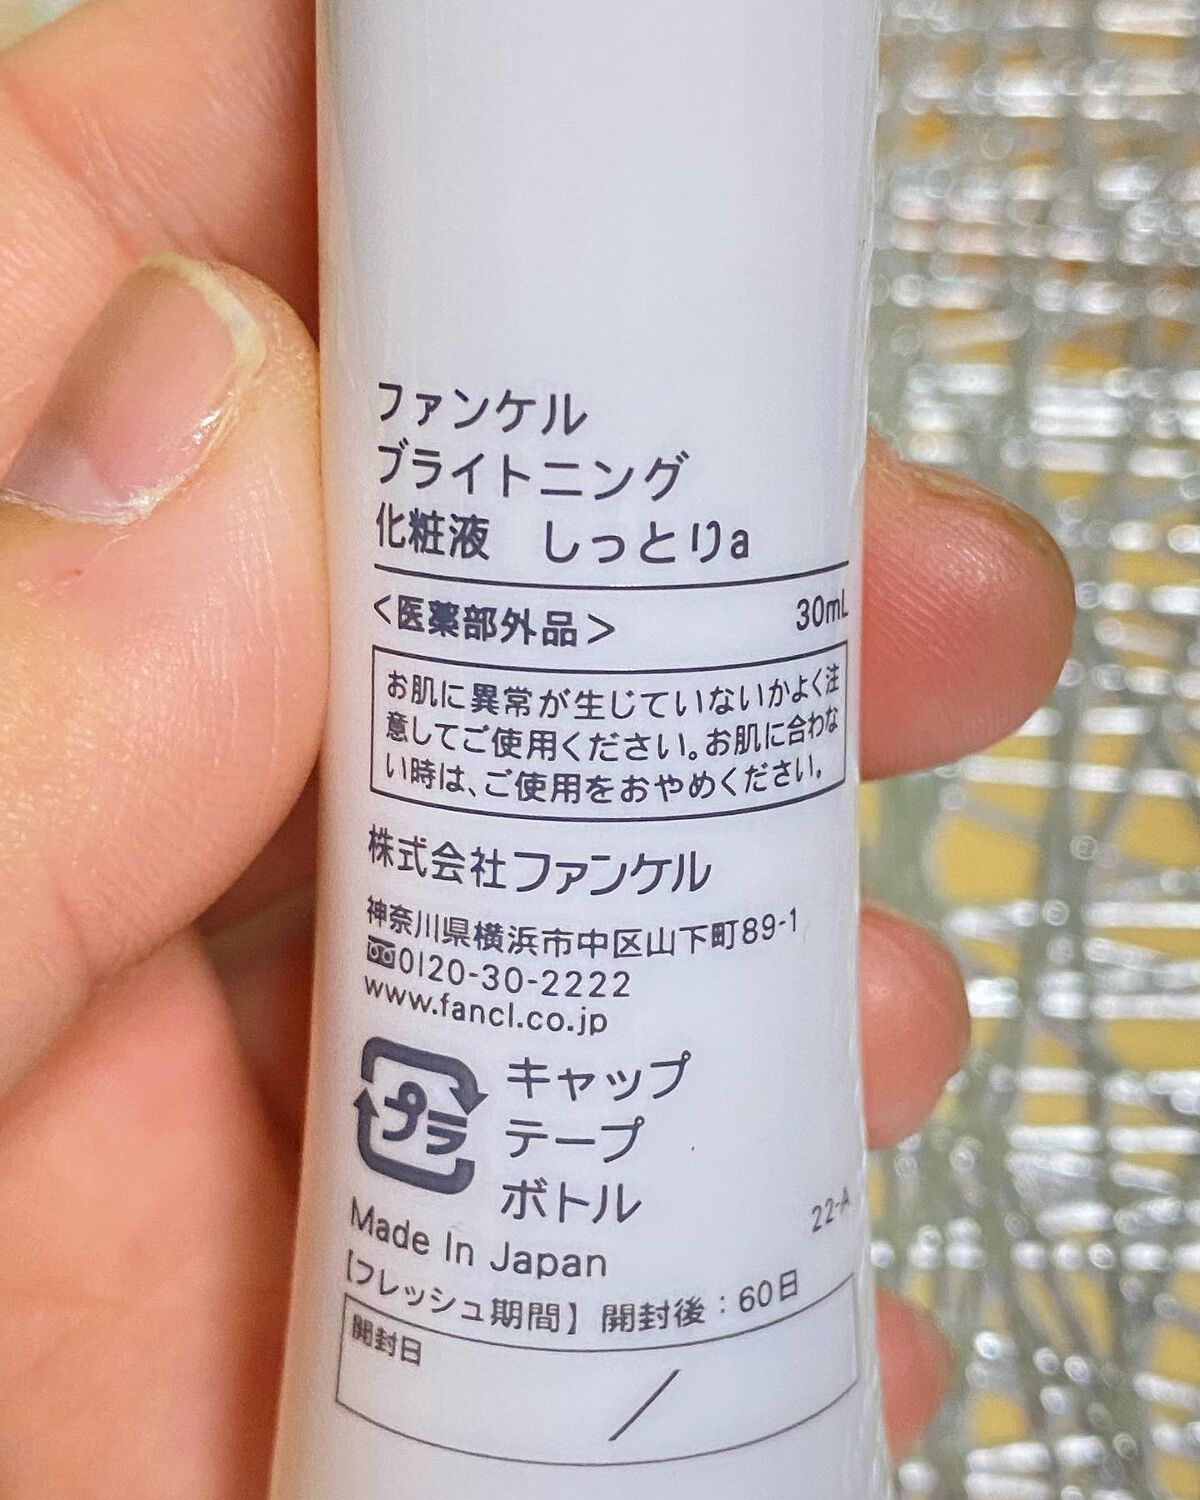 ファンケル
ブライトニング
化粧液　しっとりa
<医薬部外品>　30mL
お肌に異常が生じていないかよく注
意してご使用ください。お肌に合わな
い時は、ご使用をおやめください。
株式会社ファンケル
神奈川県横浜市中区山下町89-1
0120-30-2222
www.fancl.co.jp
プラ
キャップ
テープ
ボトル
22-A
Made In Japan
【フレッシュ期間】開封後：60日
開封日
／